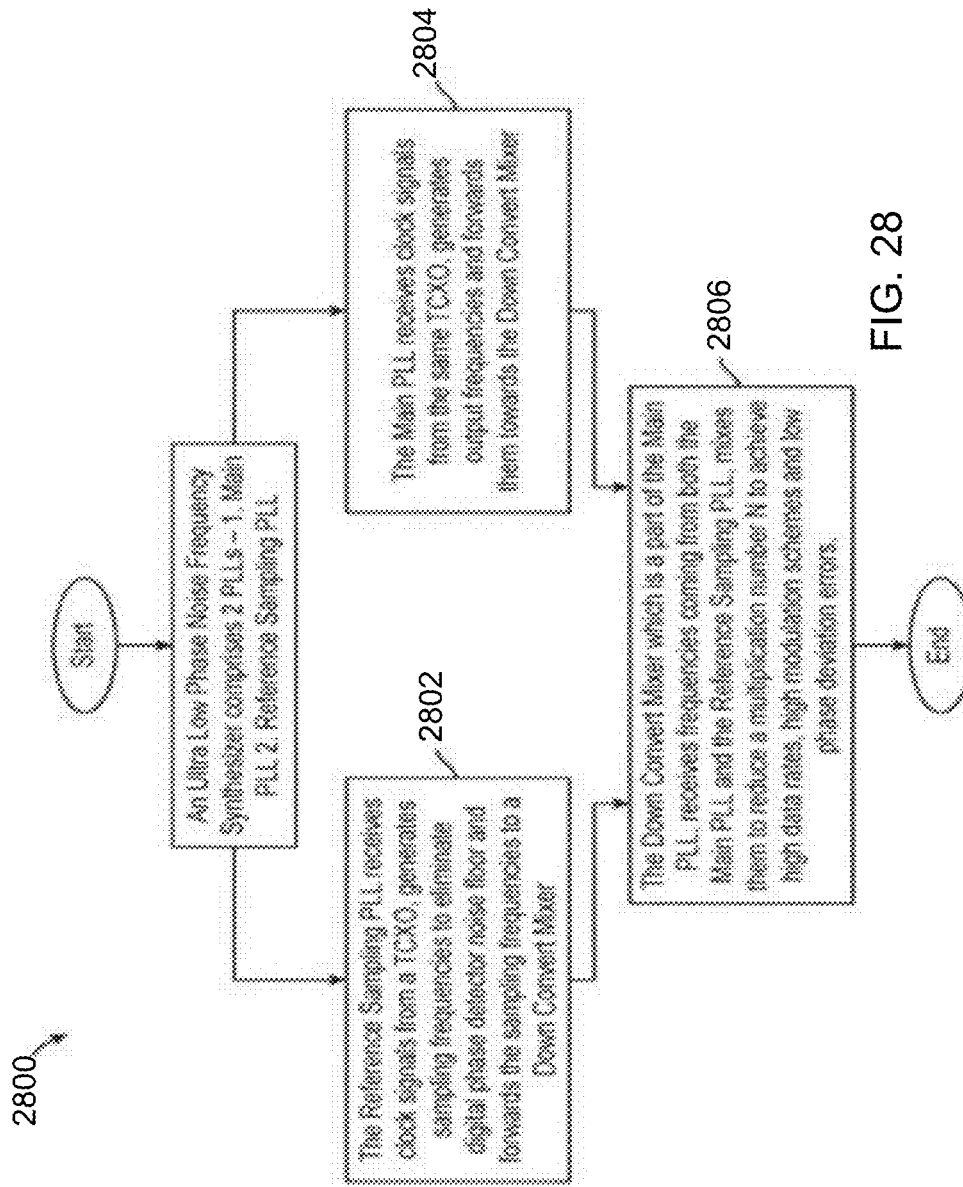 2800
Start
An Ultra Low Phase Noise Frequency
Synthesizer comprises 2 PLLs – 1. Main
PLL 2. Reference Sampling PLL
2802
The Reference Sampling PLL receives
clock signals from a TCXO, generates
sampling frequencies to eliminate
digital phase detector noise floor and
forwards the sampling frequencies to a
Down Convert Mixer
2804
The Main PLL receives clock signals
from the same TCXO, generates
output frequencies and forwards
them towards the Down Convert Mixer
2806
The Down Convert Mixer which is a part of the Main
PLL, receives frequencies coming from both the
Main PLL and the Reference Sampling PLL, mixes
them to reduce a multiplication number N to achieve
high data rates, high modulation schemes and low
phase deviation errors.
End
FIG. 28